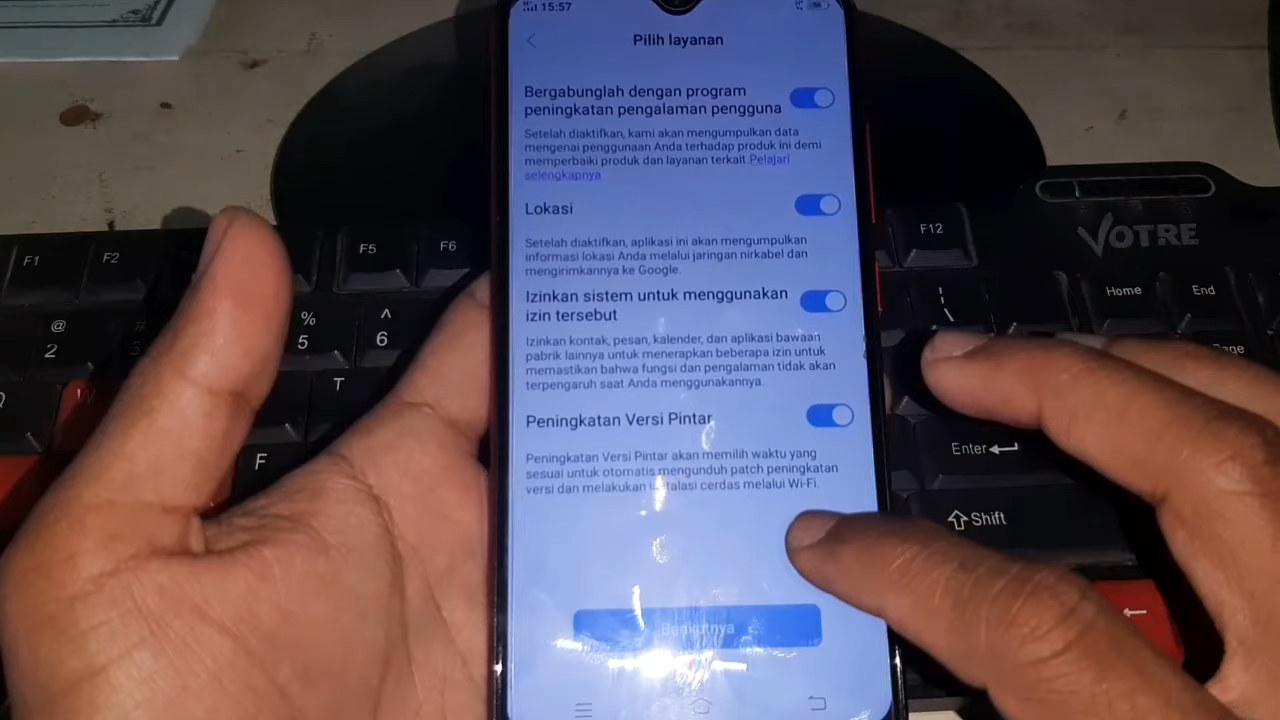 15:57
Pilih layanan
Bergabunglah dengan program
peningkatan pengalaman pengguna
Setelah diaktifkan, kami akan mengumpulkan data
mengenai penggunaan Anda terhadap produk ini demi
memperbaiki produk dan layanan terkait.Pelajari
selengkapnya
Lokasi
Setelah diaktifkan, aplikasi ini akan mengumpulkan
informasi lokasi Anda melalui jaringan nirkabel dan
mengirimkannya ke Google.
Izinkan sistem untuk menggunakan
izin tersebut
Izinkan kontak, pesan, kalender, dan aplikasi bawaan
pabrik lainnya untuk menerapkan beberapa izin untuk
memastikan bahwa fungsi dan pengalaman tidak akan
terpengaruh saat Anda menggunakannya.
Peningkatan Versi Pintar
Peningkatan Versi Pintar akan memilih waktu yang
sesuai untuk otomatis mengunduh patch peningkatan
versi dan melakukan instalasi cerdas melalui Wi-Fi.
Berikutnya
F1
F2
F5
F6
F12
VOTRE
@
2
#
3
%
5
^
6
|
\
Home
End
Page
Q
W
T
F
Enter
Shift